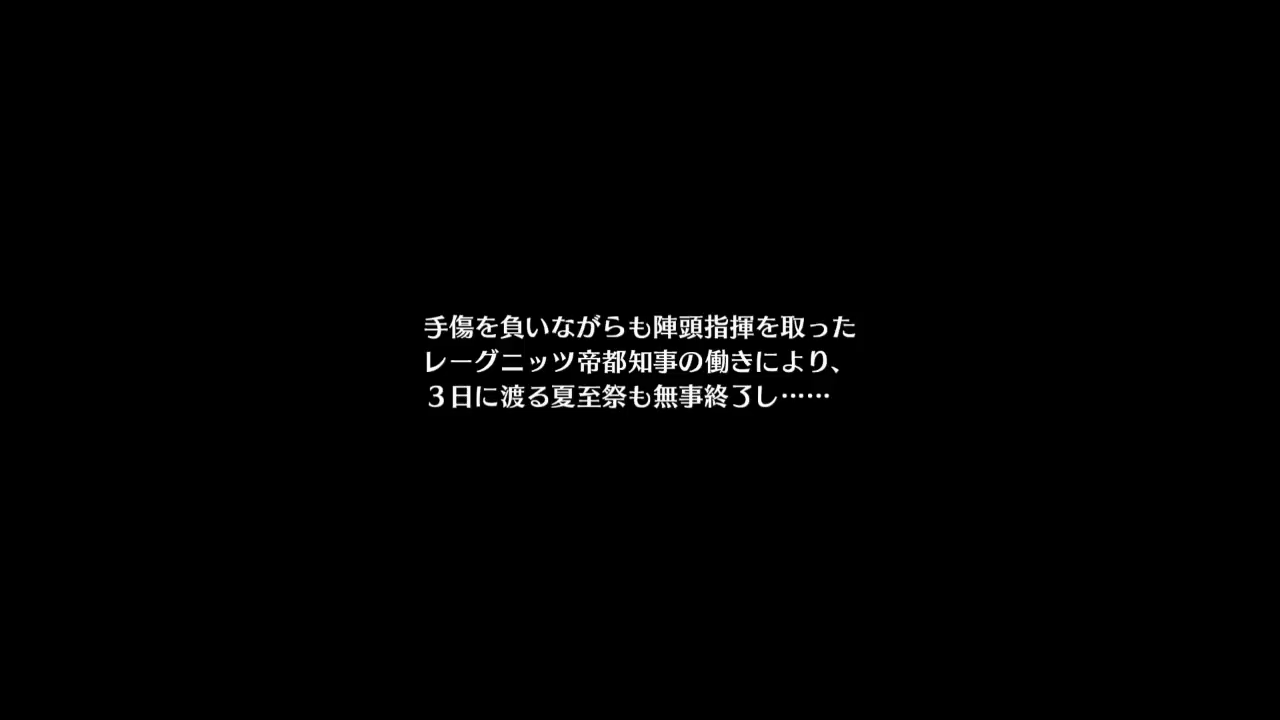 手傷を負いながらも陣頭指揮を取った
レーグニッツ帝都知事の働きにより、
３日に渡る夏至祭も無事終了し……